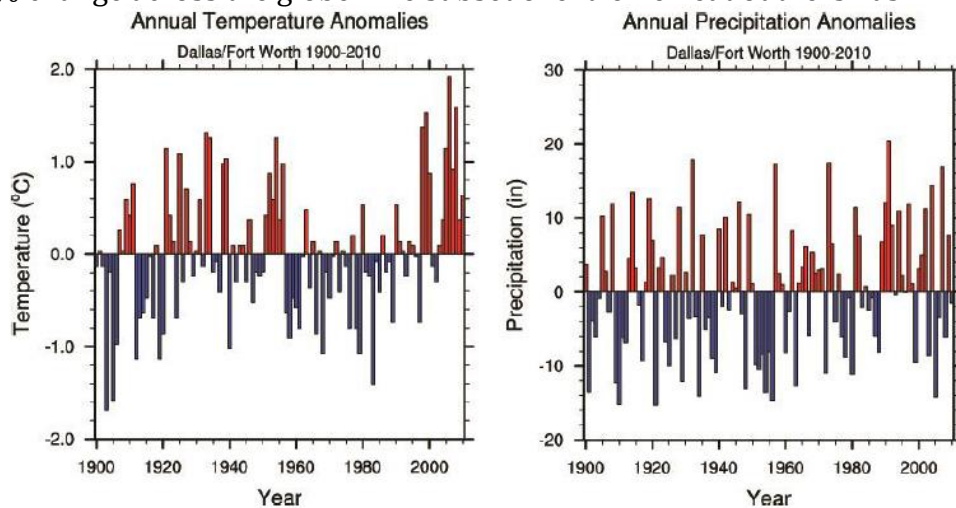 Annual Temperature Anomalies
Dallas/Fort Worth 1900-2010
2.0
1.0
0.0
-1.0
-2.0
Temperature (⁰C)
1900 1920 1940 1960 1980 2000
Year
Annual Precipitation Anomalies
Dallas/Fort Worth 1900-2010
30
20
10
0
-10
-20
Precipitation (in)
1900 1920 1940 1960 1980 2000
Year